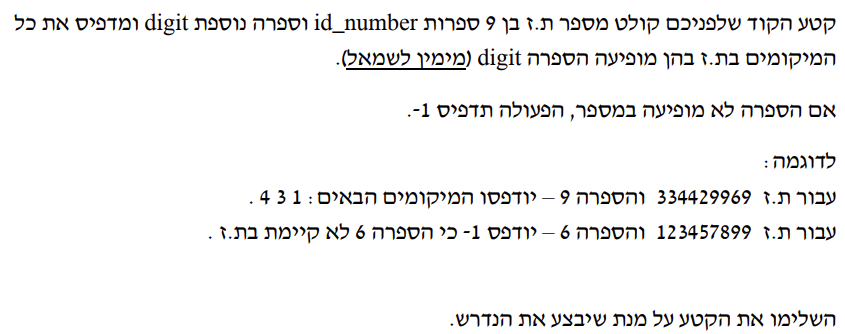 קטע הקוד שלפניכם קולט מספר ת.ז בן 9 ספרות id_number וספרה נוספת digit ומדפיס את כל
המיקומים בת.ז בהן מופיעה הספרה digit (מימין לשמאל).
אם הספרה לא מופיעה במספר, הפעולה תדפיס 1-.
לדוגמה:
עבור ת.ז 334429969 והספרה 9 – יודפסו המיקומים הבאים: 1 3 4 .
עבור ת.ז 123457899 והספרה 6 – יודפס 1- כי הספרה 6 לא קיימת בת.ז .
השלימו את הקטע על מנת שיבצע את הנדרש.